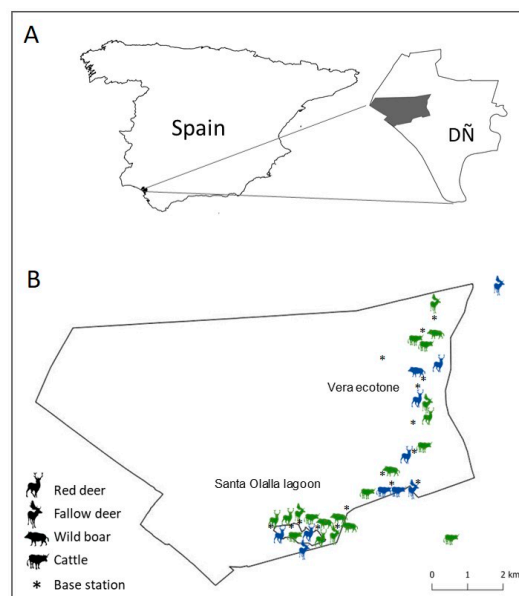 A
Spain
DÑ
B
Vera ecotone
Santa Olalla lagoon
Red deer
Fallow deer
Wild boar
Cattle
* Base station
0 1 2 km